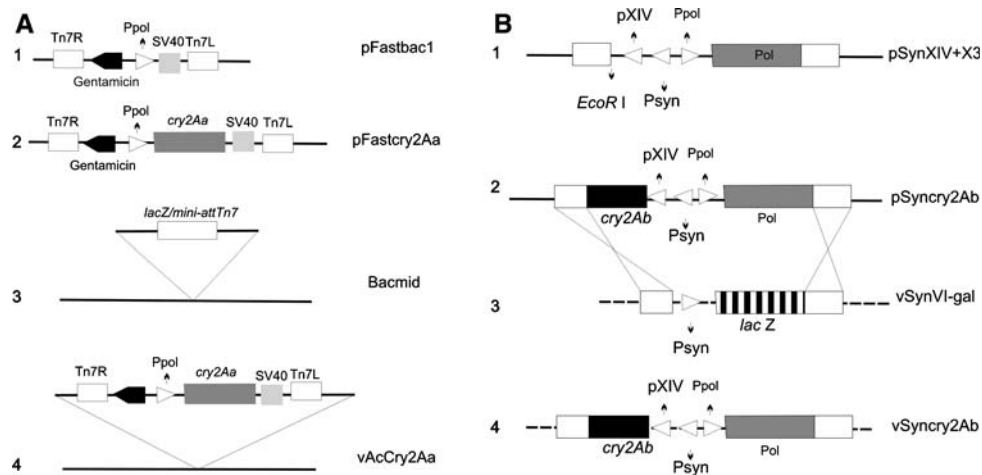 A
Tn7R Ppol SV40 Tn7L
1 pFastbac1
Gentamicin
Tn7R Ppol cry2Aa SV40 Tn7L
2 pFastcry2Aa
Gentamicin
lacZ/mini-attTn7
3 Bacmid
Tn7R Ppol cry2Aa SV40 Tn7L
4 vAcCry2Aa
B
pXIV Ppol
1 Pol pSynXIV+X3
EcoR I Psyn
pXIV Ppol
2 pSyncry2Ab
cry2Ab Pol
Psyn
3 vSynVI-gal
lac Z
Psyn
pXIV Ppol
4 vSyncry2Ab
cry2Ab Pol
Psyn